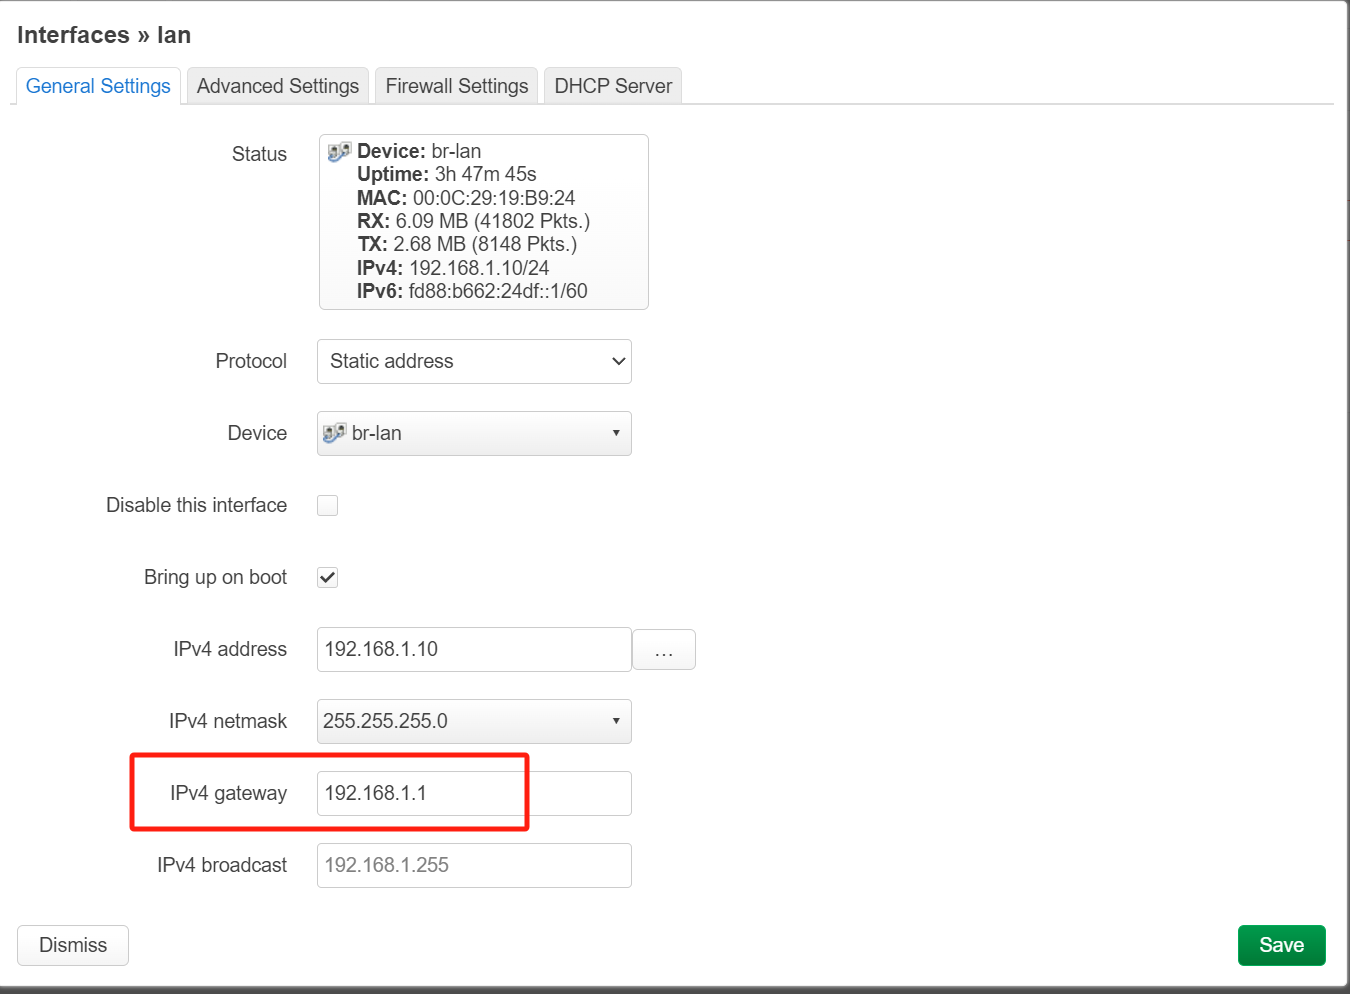 Interfaces » lan
General Settings
Advanced Settings
Firewall Settings
DHCP Server
Status
Device: br-lan
Uptime: 3h 47m 45s
MAC: 00:0C:29:19:B9:24
RX: 6.09 MB (41802 Pkts.)
TX: 2.68 MB (8148 Pkts.)
IPv4: 192.168.1.10/24
IPv6: fd88:b662:24df::1/60
Protocol
Static address
Device
br-lan
Disable this interface
Bring up on boot
IPv4 address
192.168.1.10
...
IPv4 netmask
255.255.255.0
IPv4 gateway
192.168.1.1
IPv4 broadcast
192.168.1.255
Dismiss
Save